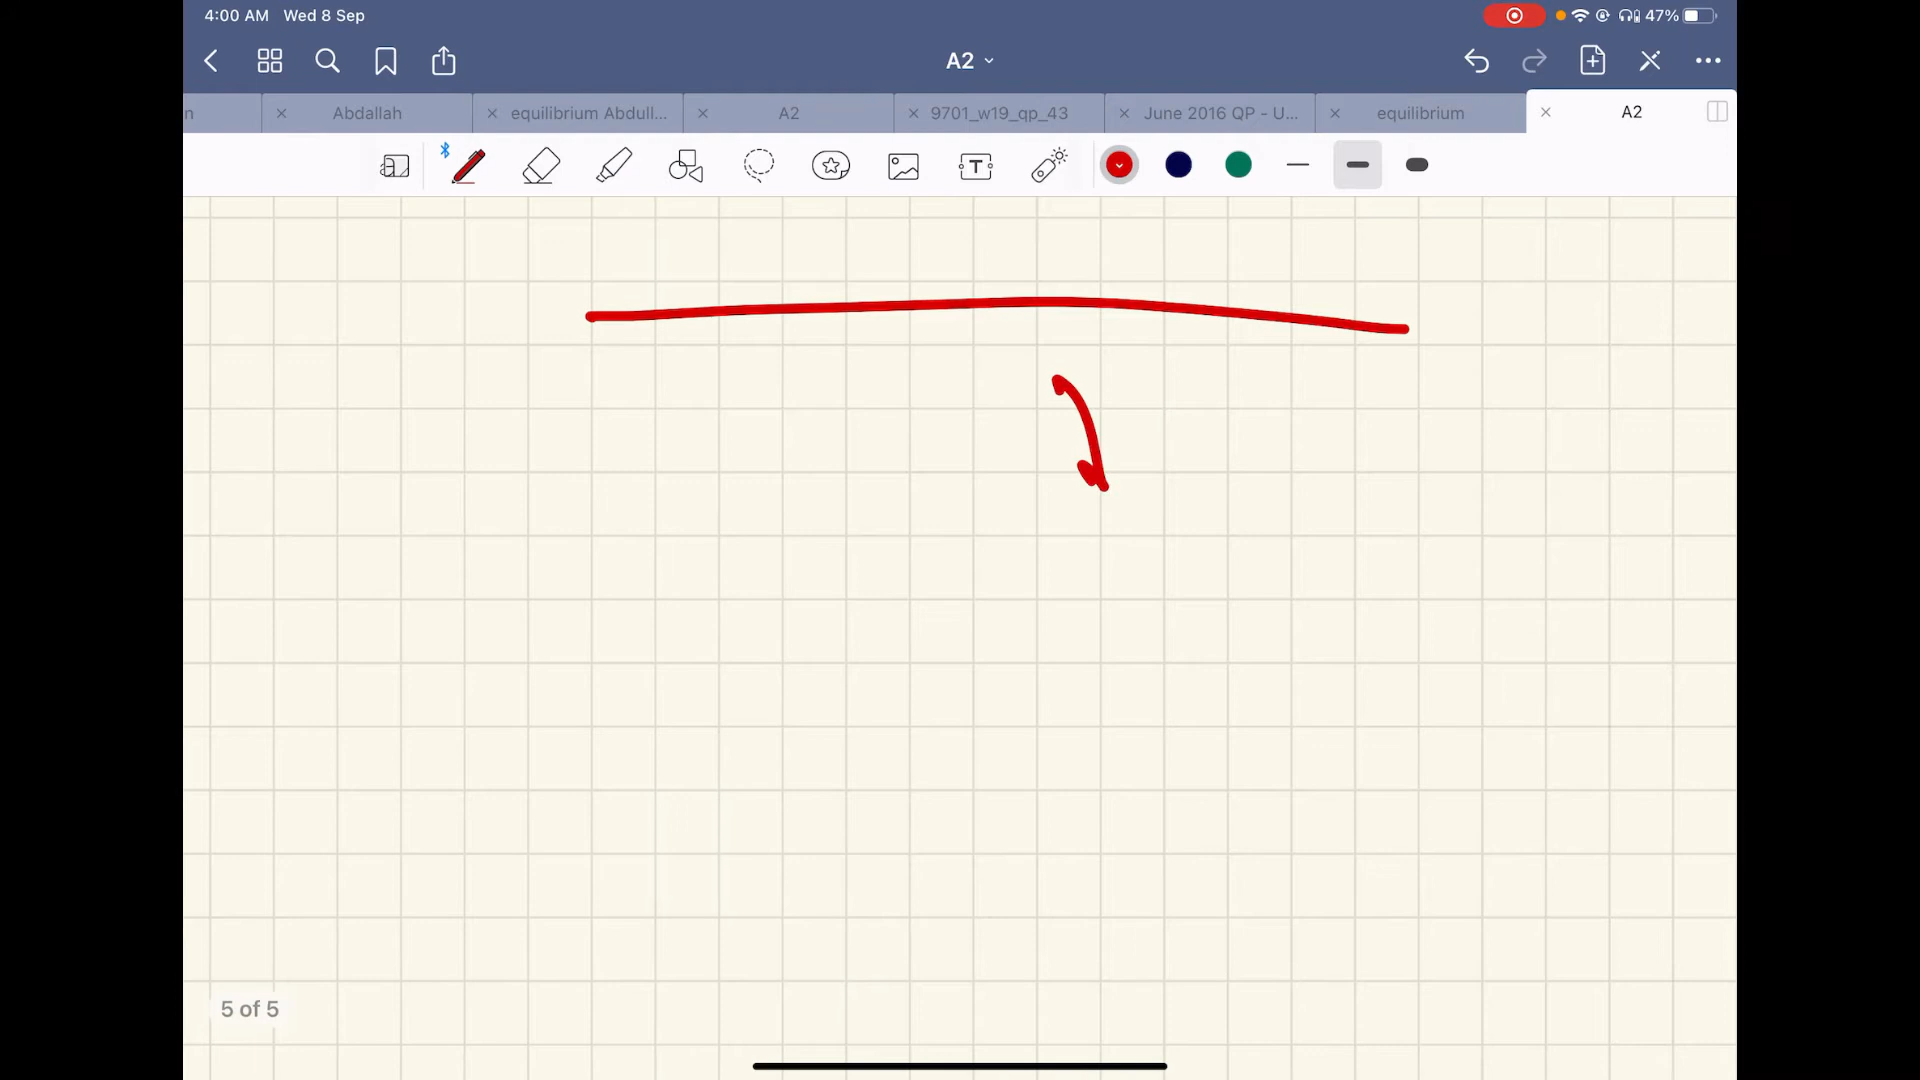 4:00 AM Wed 8 Sep 47%
A2
n Abdallah equilibrium Abdull... A2 9701_w19_qp_43 June 2016 QP - U... equilibrium A2
5 of 5